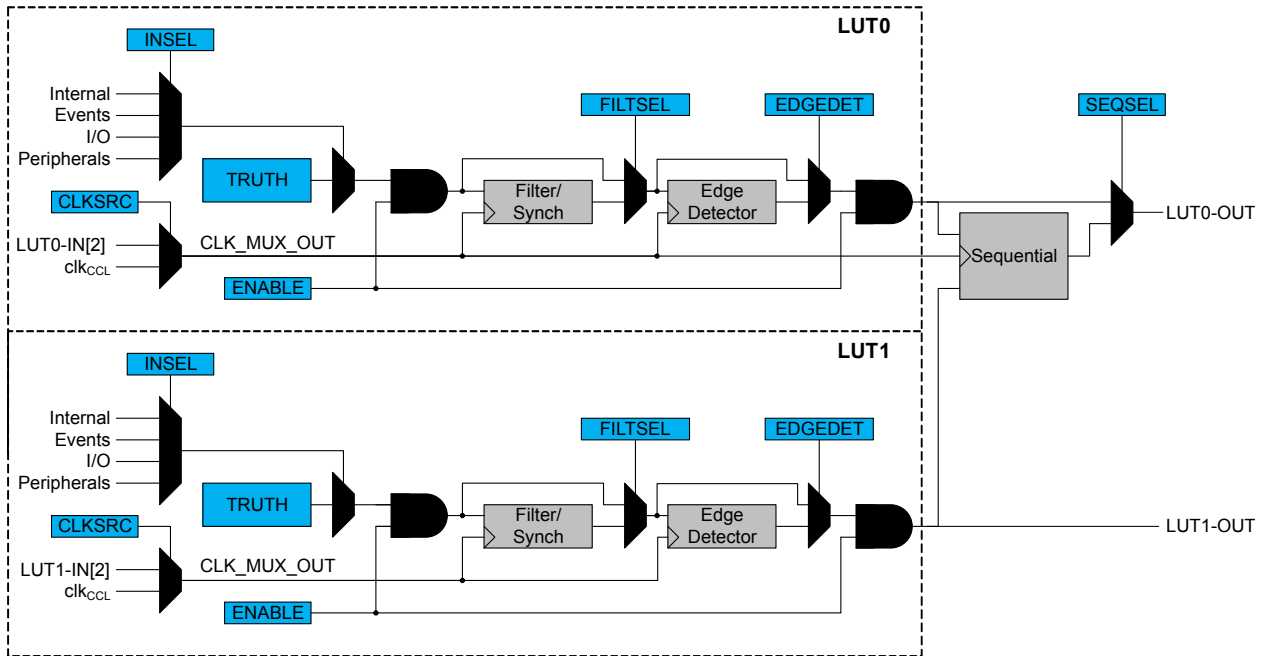 LUT0
INSEL
Internal
Events
I/O
Peripherals
FILTSEL
EDGEDET
SEQSEL
TRUTH
Filter/
Synch
Edge
Detector
CLKSRC
LUT0-IN[2]
clkCCL
CLK_MUX_OUT
ENABLE
Sequential
LUT0-OUT
LUT1
INSEL
Internal
Events
I/O
Peripherals
FILTSEL
EDGEDET
TRUTH
Filter/
Synch
Edge
Detector
CLKSRC
LUT1-IN[2]
clkCCL
CLK_MUX_OUT
ENABLE
LUT1-OUT